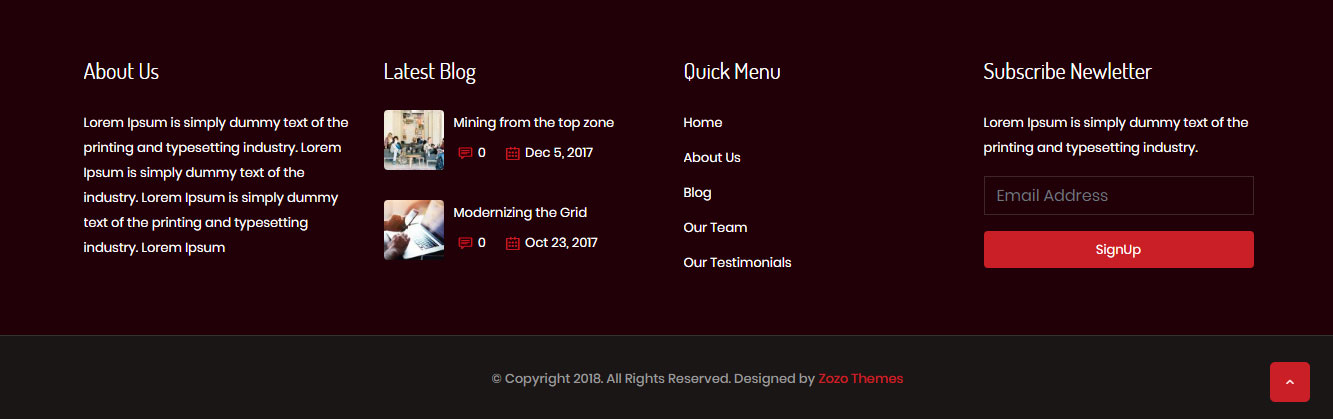 About Us
Lorem Ipsum is simply dummy text of the
printing and typesetting industry. Lorem
Ipsum is simply dummy text of the
industry. Lorem Ipsum is simply dummy
text of the printing and typesetting
industry. Lorem Ipsum
Latest Blog
Mining from the top zone
0 Dec 5, 2017
Modernizing the Grid
0 Oct 23, 2017
Quick Menu
Home
About Us
Blog
Our Team
Our Testimonials
Subscribe Newletter
Lorem Ipsum is simply dummy text of the
printing and typesetting industry.
Email Address
SignUp
© Copyright 2018. All Rights Reserved. Designed by Zozo Themes